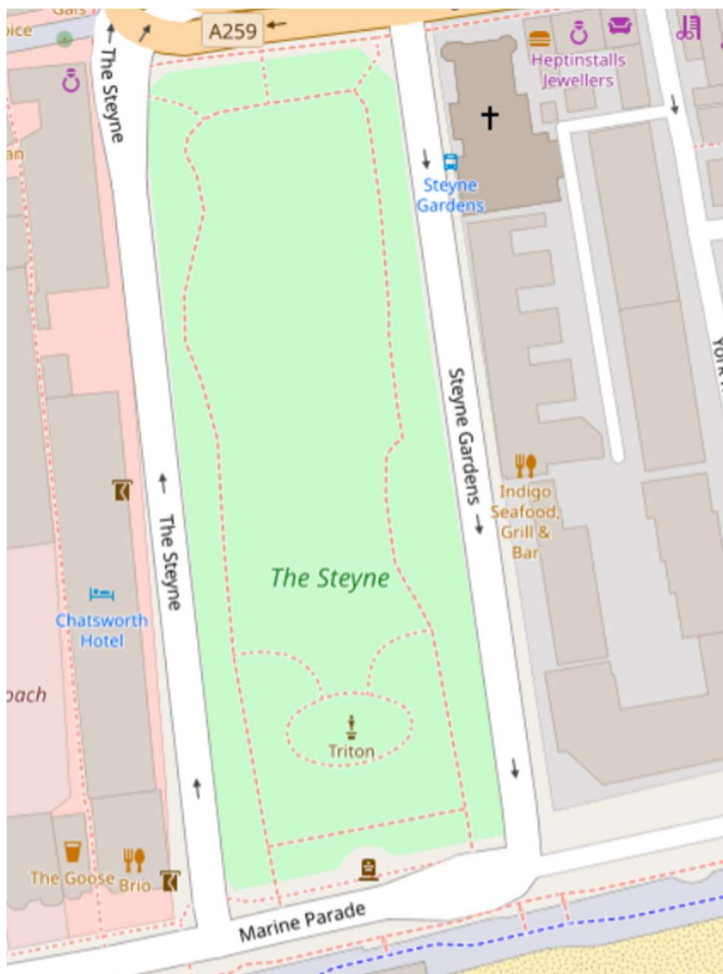 A259
The Steyne
Heptinstalls
Jewellers
Steyne
Gardens
Steyne Gardens
The Steyne
Indigo
Seafood,
Grill &
Bar
The Steyne
Chatsworth
Hotel
Triton
The Goose
Brio
Marine Parade